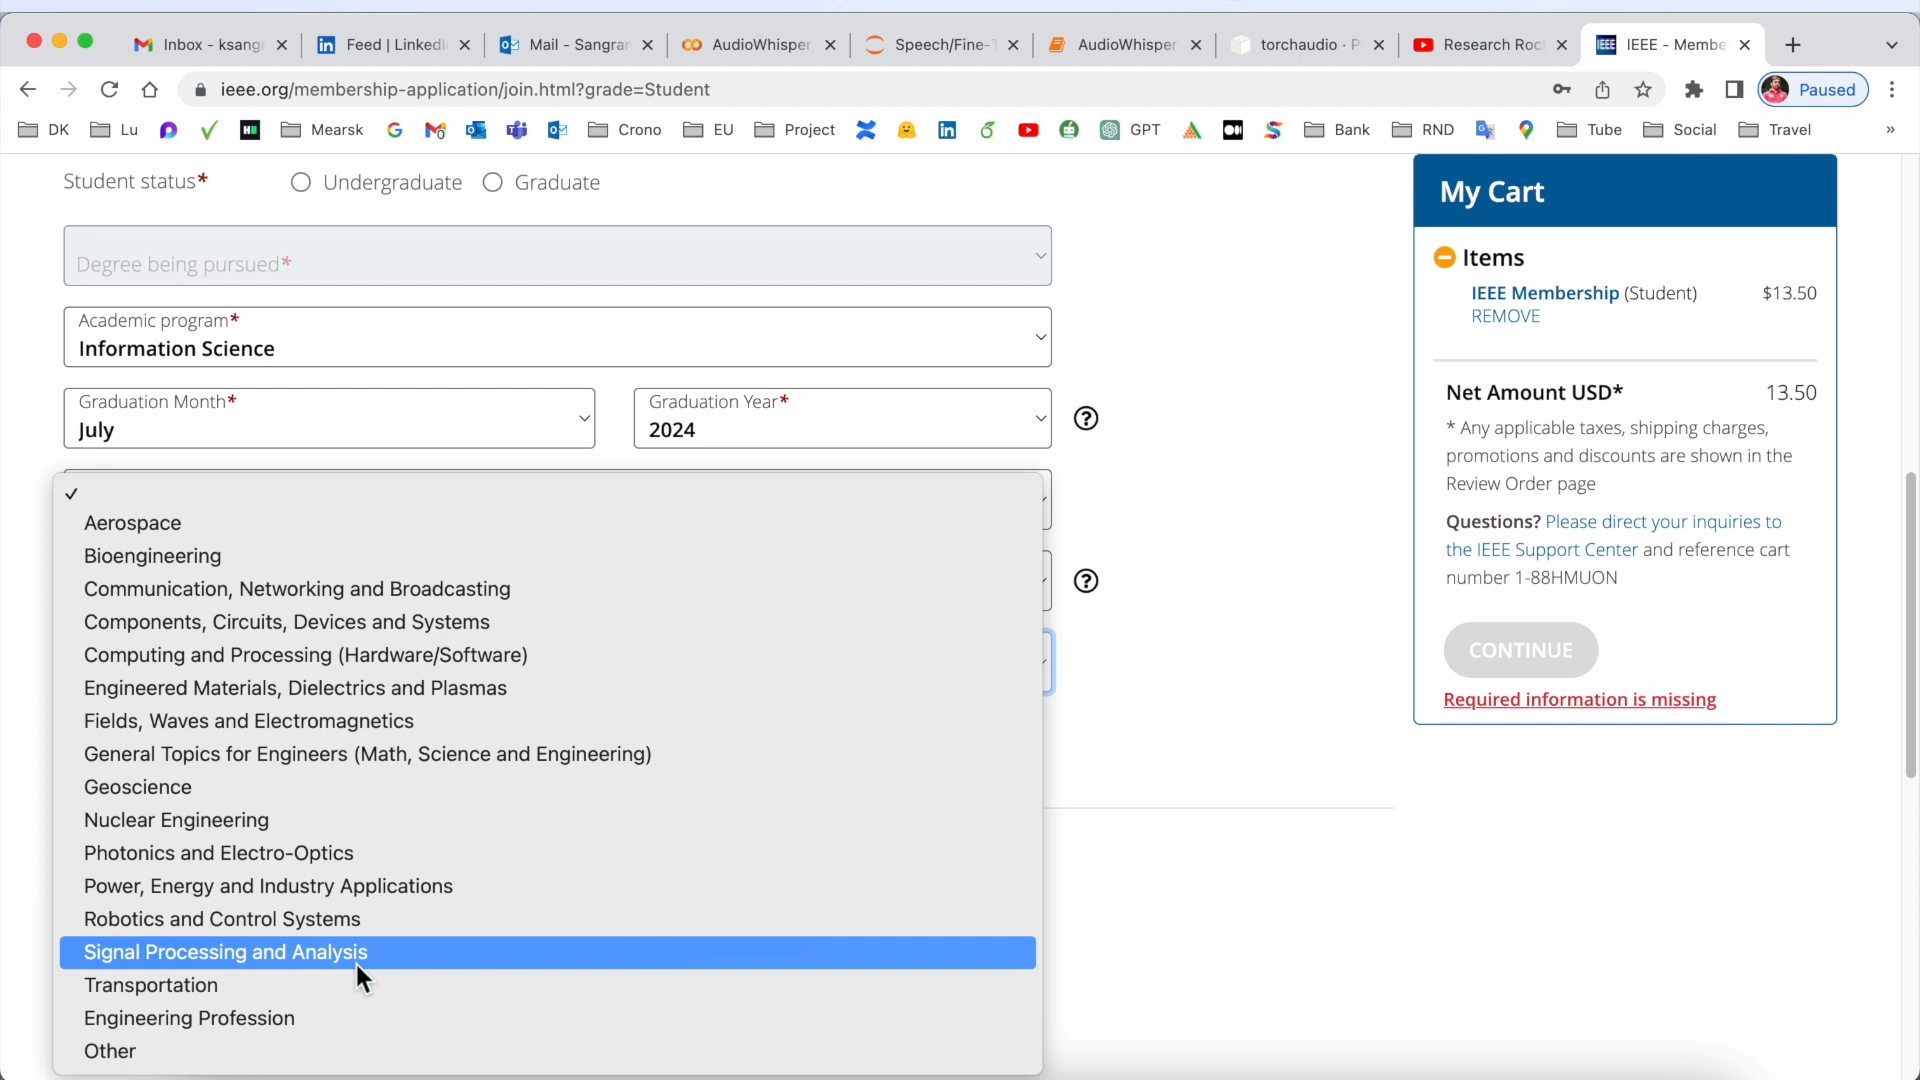 Inbox - ksang
Feed | LinkedI
Mail - Sangran
AudioWhisper
Speech/Fine-T
AudioWhisper
torchaudio · P
Research Roc
IEEE - Membe
ieee.org/membership-application/join.html?grade=Student
Paused
DK
Lu
Mearsk
Crono
EU
Project
GPT
Bank
RND
Tube
Social
Travel
»
Student status*
Undergraduate
Graduate
Degree being pursued*
Academic program*
Information Science
Graduation Month*
July
Graduation Year*
2024
Aerospace
Bioengineering
Communication, Networking and Broadcasting
Components, Circuits, Devices and Systems
Computing and Processing (Hardware/Software)
Engineered Materials, Dielectrics and Plasmas
Fields, Waves and Electromagnetics
General Topics for Engineers (Math, Science and Engineering)
Geoscience
Nuclear Engineering
Photonics and Electro-Optics
Power, Energy and Industry Applications
Robotics and Control Systems
Signal Processing and Analysis
Transportation
Engineering Profession
Other
My Cart
Items
IEEE Membership (Student) $13.50
REMOVE
Net Amount USD* 13.50
* Any applicable taxes, shipping charges,
promotions and discounts are shown in the
Review Order page
Questions? Please direct your inquiries to
the IEEE Support Center and reference cart
number 1-88HMUON
CONTINUE
Required information is missing